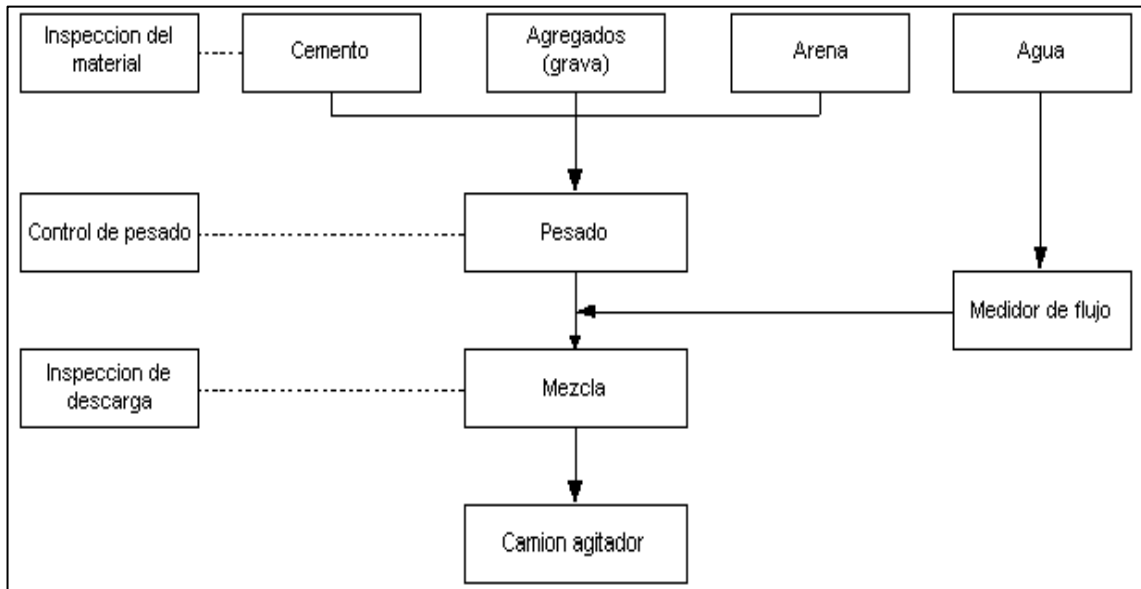 Inspeccion del
material
Cemento
Agregados
(grava)
Arena
Agua
Control de pesado
Pesado
Medidor de flujo
Inspeccion de
descarga
Mezcla
Camion agitador